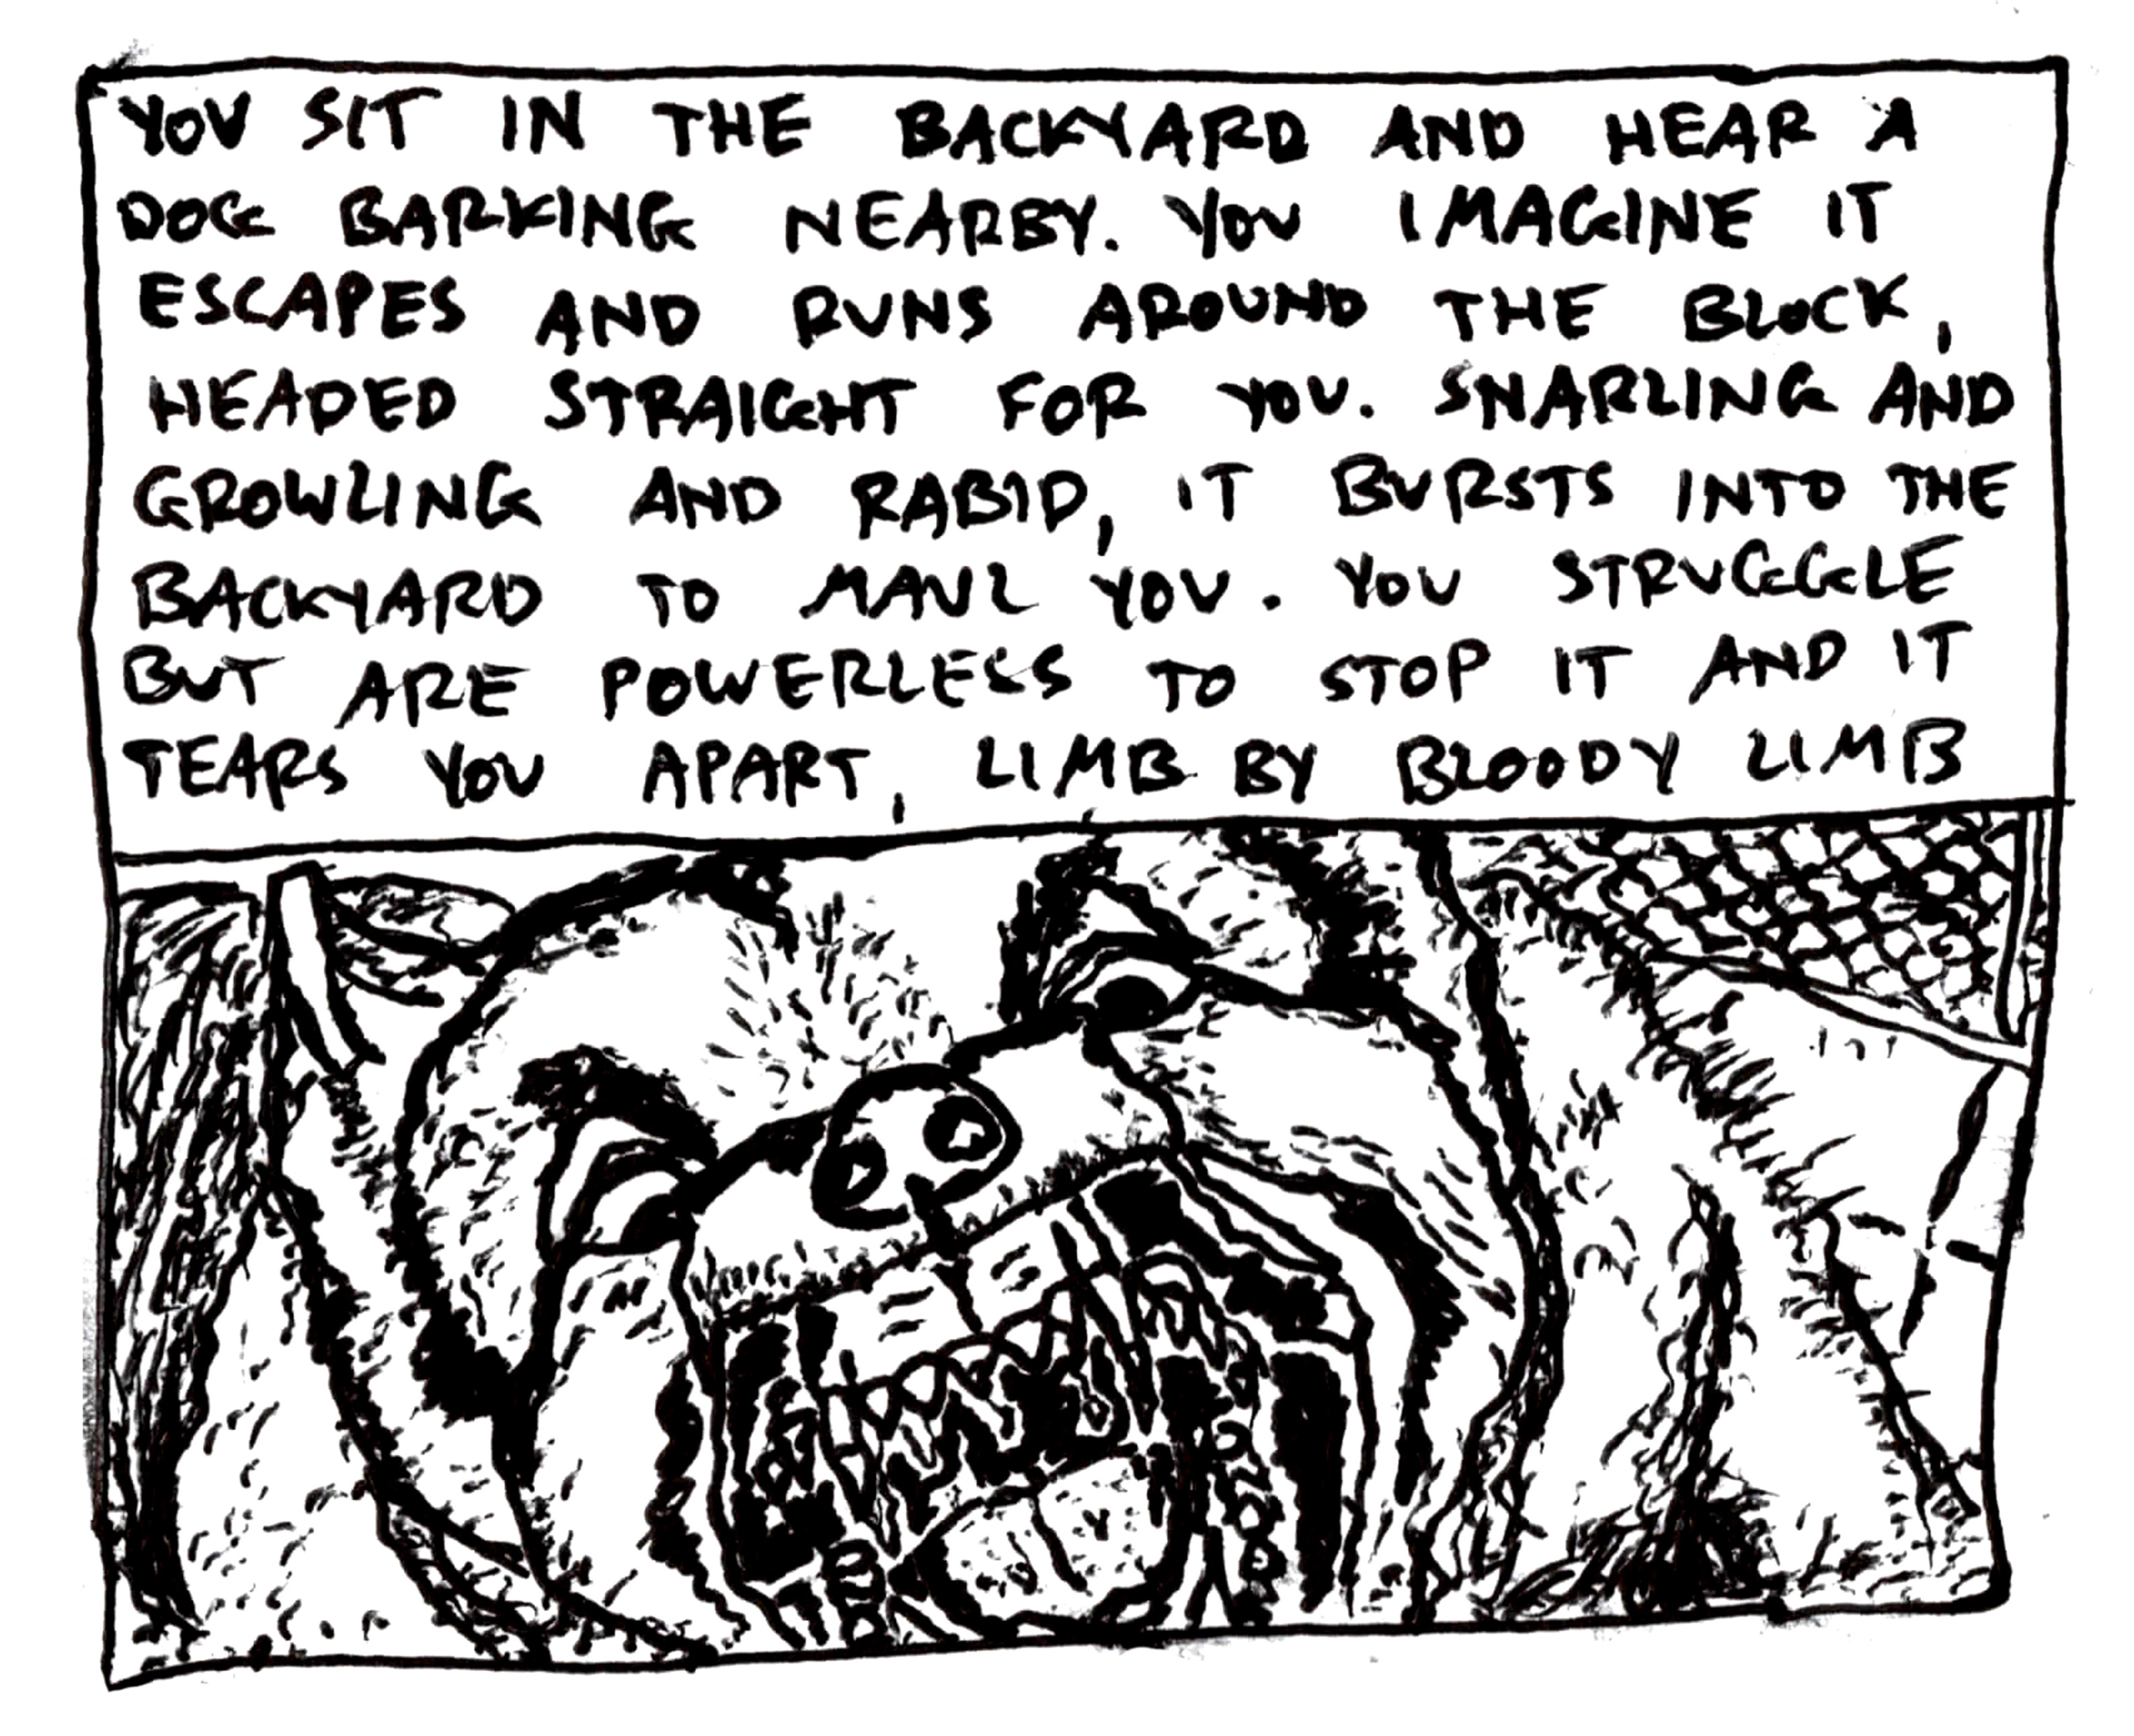 YOU SIT IN THE BACKYARD AND HEAR A
DOG BARKING NEARBY. YOU IMAGINE IT
ESCAPES AND RUNS AROUND THE BLOCK,
HEADED STRAIGHT FOR YOU. SNARLING AND
GROWLING AND RABID, IT BURSTS INTO THE
BACKYARD TO MAUL YOU. YOU STRUGGLE
BUT ARE POWERLESS TO STOP IT AND IT
TEARS YOU APART, LIMB BY BLOODY LIMB